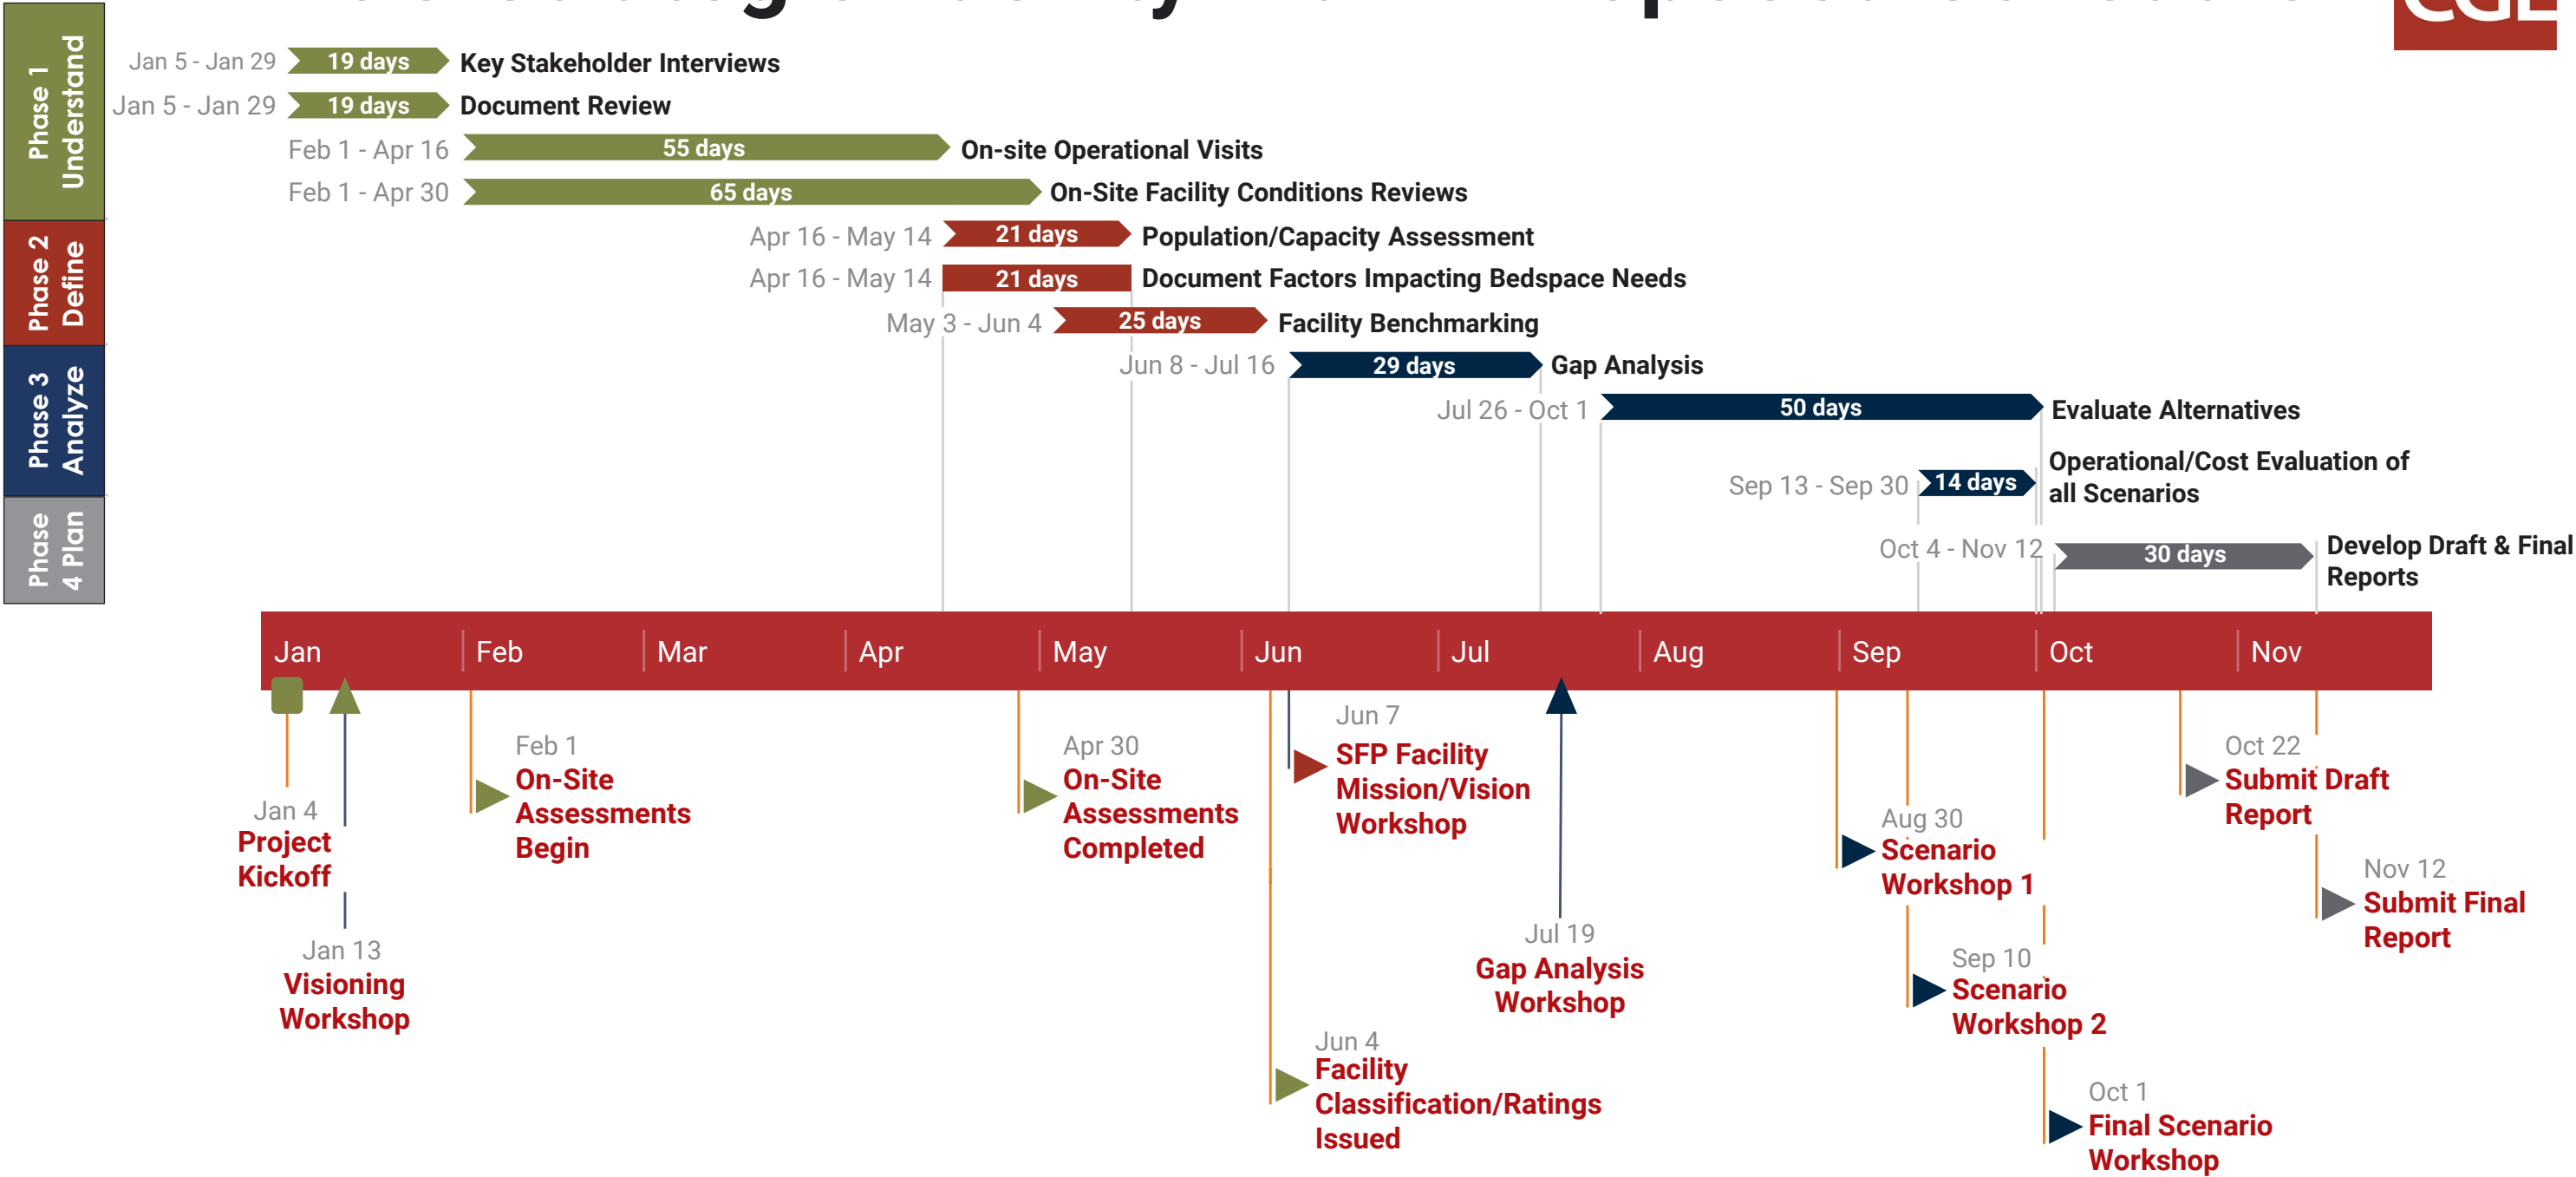 Phase 1
Understand
Jan 5 - Jan 29
19 days
Key Stakeholder Interviews
Jan 5 - Jan 29
19 days
Document Review
Feb 1 - Apr 16
55 days
On-site Operational Visits
Feb 1 - Apr 30
65 days
On-Site Facility Conditions Reviews
Phase 2
Define
Apr 16 - May 14
21 days
Population/Capacity Assessment
Apr 16 - May 14
21 days
Document Factors Impacting Bedspace Needs
May 3 - Jun 4
25 days
Facility Benchmarking
Phase 3
Analyze
Jun 8 - Jul 16
29 days
Gap Analysis
Jul 26 - Oct 1
50 days
Evaluate Alternatives
Sep 13 - Sep 30
14 days
Operational/Cost Evaluation of
all Scenarios
Phase
4 Plan
Oct 4 - Nov 12
30 days
Develop Draft & Final
Reports
Jan
Feb
Mar
Apr
May
Jun
Jul
Aug
Sep
Oct
Nov
Jan 4
Project
Kickoff
Jan 13
Visioning
Workshop
Feb 1
On-Site
Assessments
Begin
Apr 30
On-Site
Assessments
Completed
Jun 7
SFP Facility
Mission/Vision
Workshop
Jun 4
Facility
Classification/Ratings
Issued
Jul 19
Gap Analysis
Workshop
Aug 30
Scenario
Workshop 1
Sep 10
Scenario
Workshop 2
Oct 1
Final Scenario
Workshop
Oct 22
Submit Draft
Report
Nov 12
Submit Final
Report